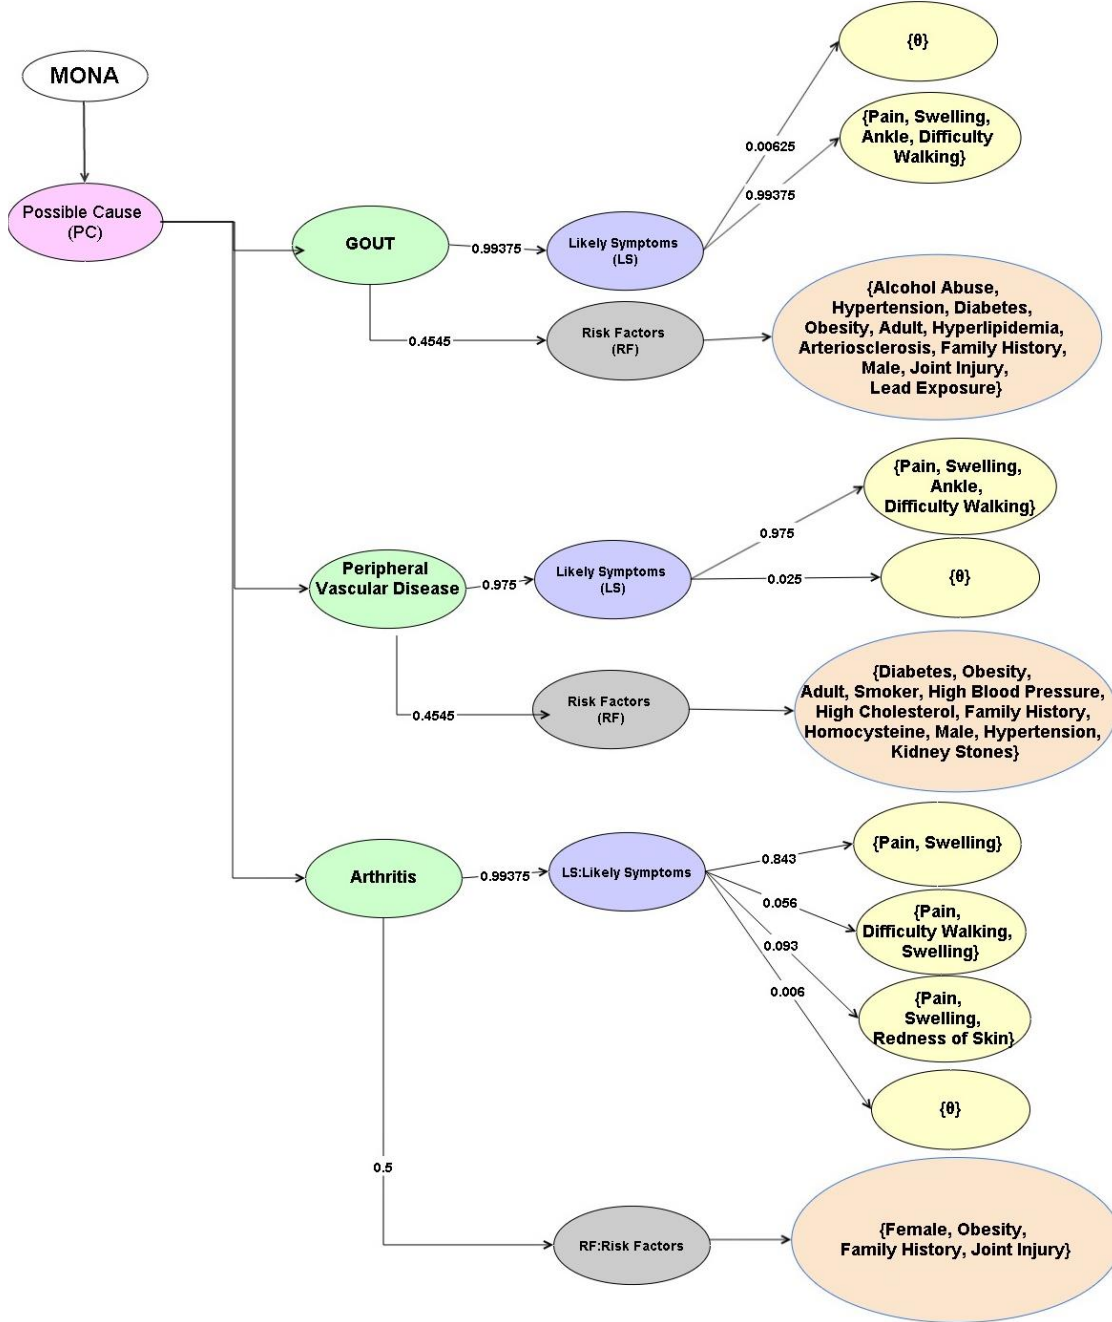 MONA
Possible Cause
(PC)
{θ}
{Pain, Swelling,
Ankle, Difficulty
Walking}
0.00625
0.99375
GOUT
0.99375
Likely Symptoms
(LS)
0.4545
Risk Factors
(RF)
{Alcohol Abuse,
Hypertension, Diabetes,
Obesity, Adult, Hyperlipidemia,
Arteriosclerosis, Family History,
Male, Joint Injury,
Lead Exposure}
{Pain, Swelling,
Ankle,
Difficulty Walking}
0.975
Peripheral
Vascular Disease
0.975
Likely Symptoms
(LS)
0.025
{θ}
0.4545
Risk Factors
(RF)
{Diabetes, Obesity,
Adult, Smoker, High Blood Pressure,
High Cholesterol, Family History,
Homocysteine, Male, Hypertension,
Kidney Stones}
Arthritis
0.99375
LS:Likely Symptoms
0.843
{Pain, Swelling}
0.056
{Pain,
Difficulty Walking,
Swelling}
0.093
{Pain,
Swelling,
Redness of Skin}
0.006
{θ}
0.5
RF:Risk Factors
{Female, Obesity,
Family History, Joint Injury}